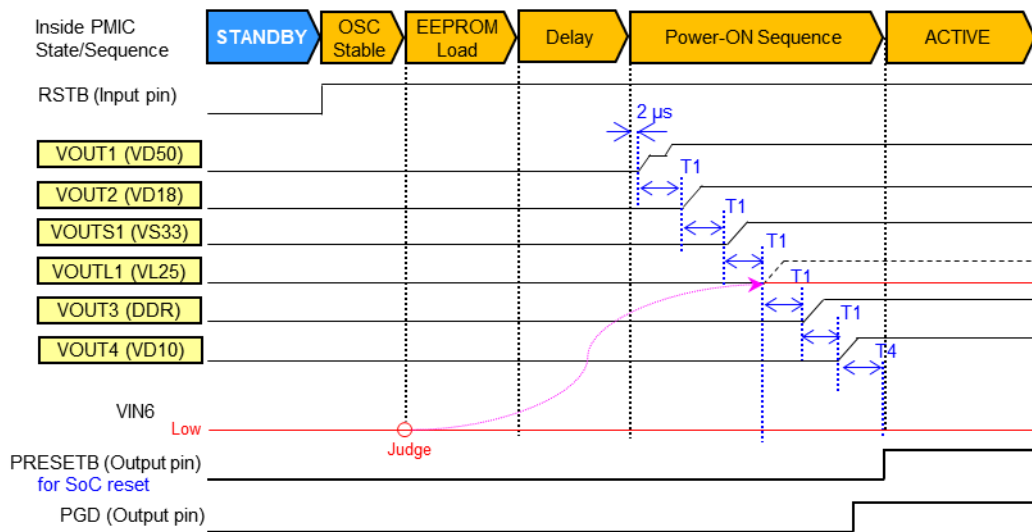 Inside PMIC
State/Sequence
STANDBY
OSC
Stable
EEPROM
Load
Delay
Power-ON Sequence
ACTIVE
RSTB (Input pin)
2 µs
VOUT1 (VD50)
T1
VOUT2 (VD18)
T1
VOUTS1 (VS33)
T1
VOUTL1 (VL25)
T1
VOUT3 (DDR)
T1
VOUT4 (VD10)
T4
VIN6
Low
Judge
PRESETB (Output pin)
for SoC reset
PGD (Output pin)